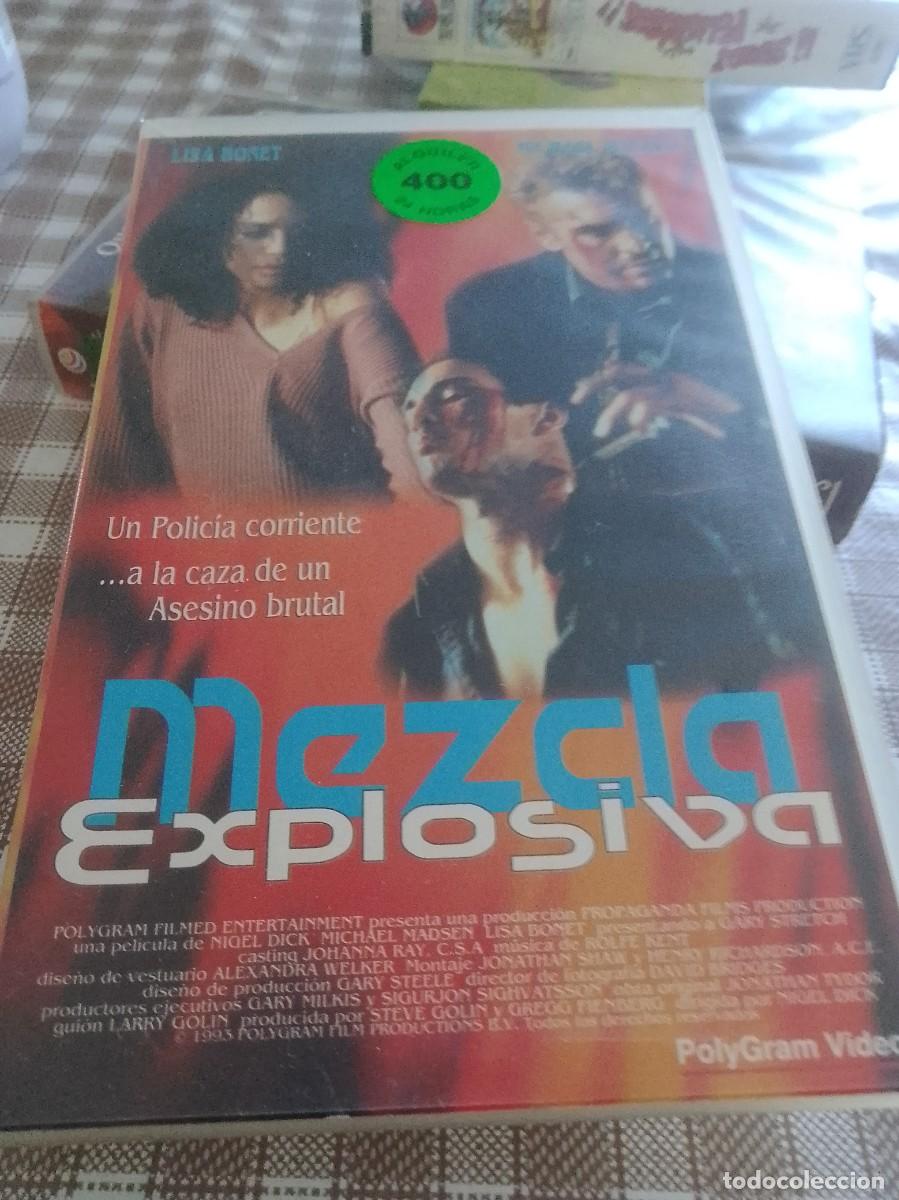 VHS
LISA BONET
ALQUILER
400
24 HORAS
Un Policía corriente
...a la caza de un
Asesino brutal
Mezcla
Explosiva
POLYGRAM FILMED ENTERTAINMENT presenta una producción PROPAGANDA FILMS PRODUCTION
una película de NIGEL DICK MICHAEL MADSEN LISA BONET presentando a GARY STRETCH
casting JOHANNA RAY, C.S.A. música de ROLFE KENT
diseño de vestuario ALEXANDRA WELKER Montaje JONATHAN SHAW y HENRY RICHARDSON, A.C.E.
diseño de producción GARY STEELE director de fotografía DAVID BRIDGES
productores ejecutivos GARY MILKIS y SIGURJON SIGHVATSSON obra original JONATHAN TYDOR
guión LARRY GOLIN producida por STEVE GOLIN y GREGG FIENBERG dirigida por NIGEL DICK
© 1993 POLYGRAM FILM PRODUCTIONS B.V. Todos los derechos reservados
PolyGram Video
todocoleccion